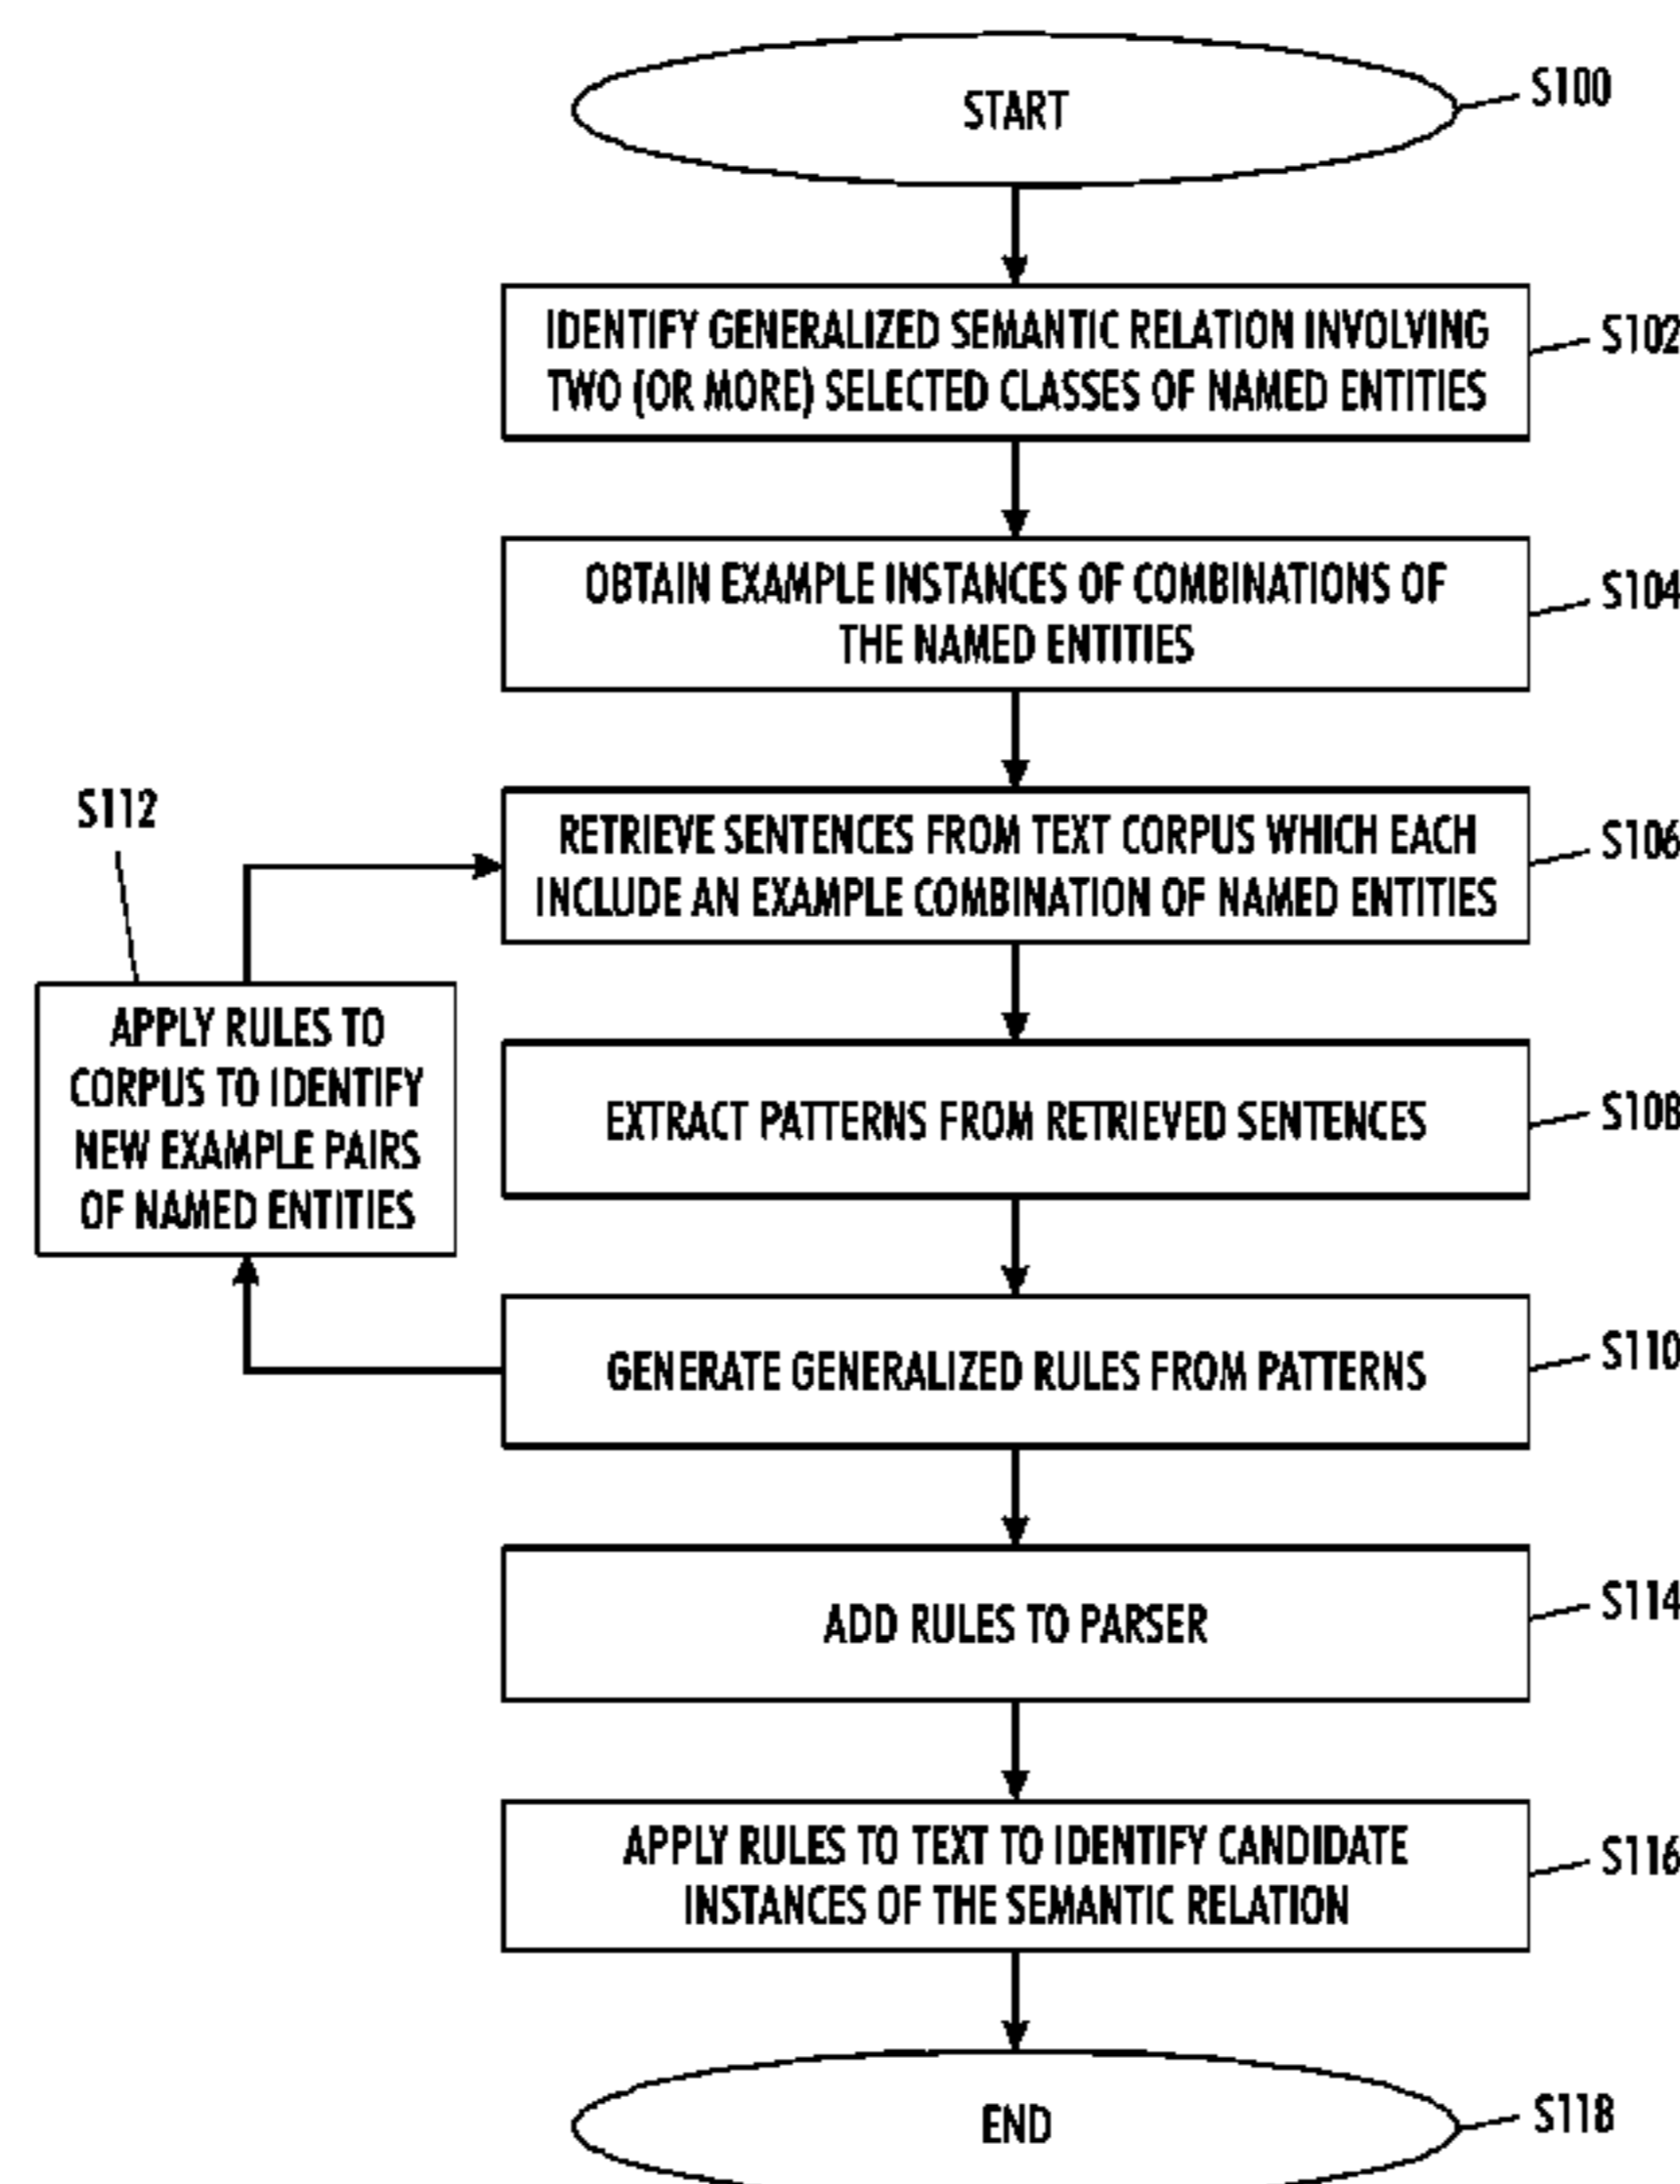 START
S100
IDENTIFY GENERALIZED SEMANTIC RELATION INVOLVING
TWO (OR MORE) SELECTED CLASSES OF NAMED ENTITIES
S102
OBTAIN EXAMPLE INSTANCES OF COMBINATIONS OF
THE NAMED ENTITIES
S104
RETRIEVE SENTENCES FROM TEXT CORPUS WHICH EACH
INCLUDE AN EXAMPLE COMBINATION OF NAMED ENTITIES
S106
EXTRACT PATTERNS FROM RETRIEVED SENTENCES
S108
GENERATE GENERALIZED RULES FROM PATTERNS
S110
S112
APPLY RULES TO
CORPUS TO IDENTIFY
NEW EXAMPLE PAIRS
OF NAMED ENTITIES
ADD RULES TO PARSER
S114
APPLY RULES TO TEXT TO IDENTIFY CANDIDATE
INSTANCES OF THE SEMANTIC RELATION
S116
END
S118